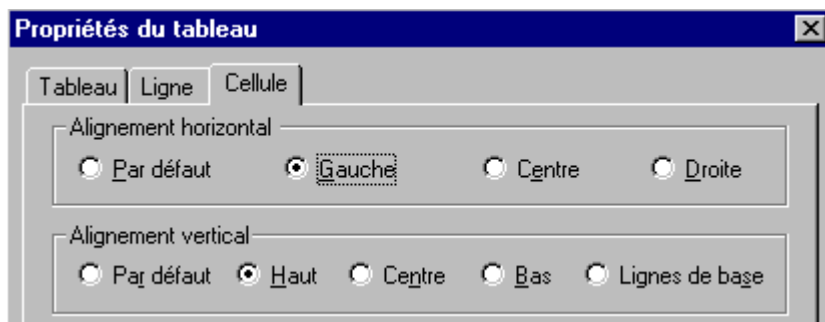 Propriétés du tableau
Tableau Ligne Cellule
Alignement horizontal
Par défaut Gauche Centre Droite
Alignement vertical
Par défaut Haut Centre Bas Lignes de base